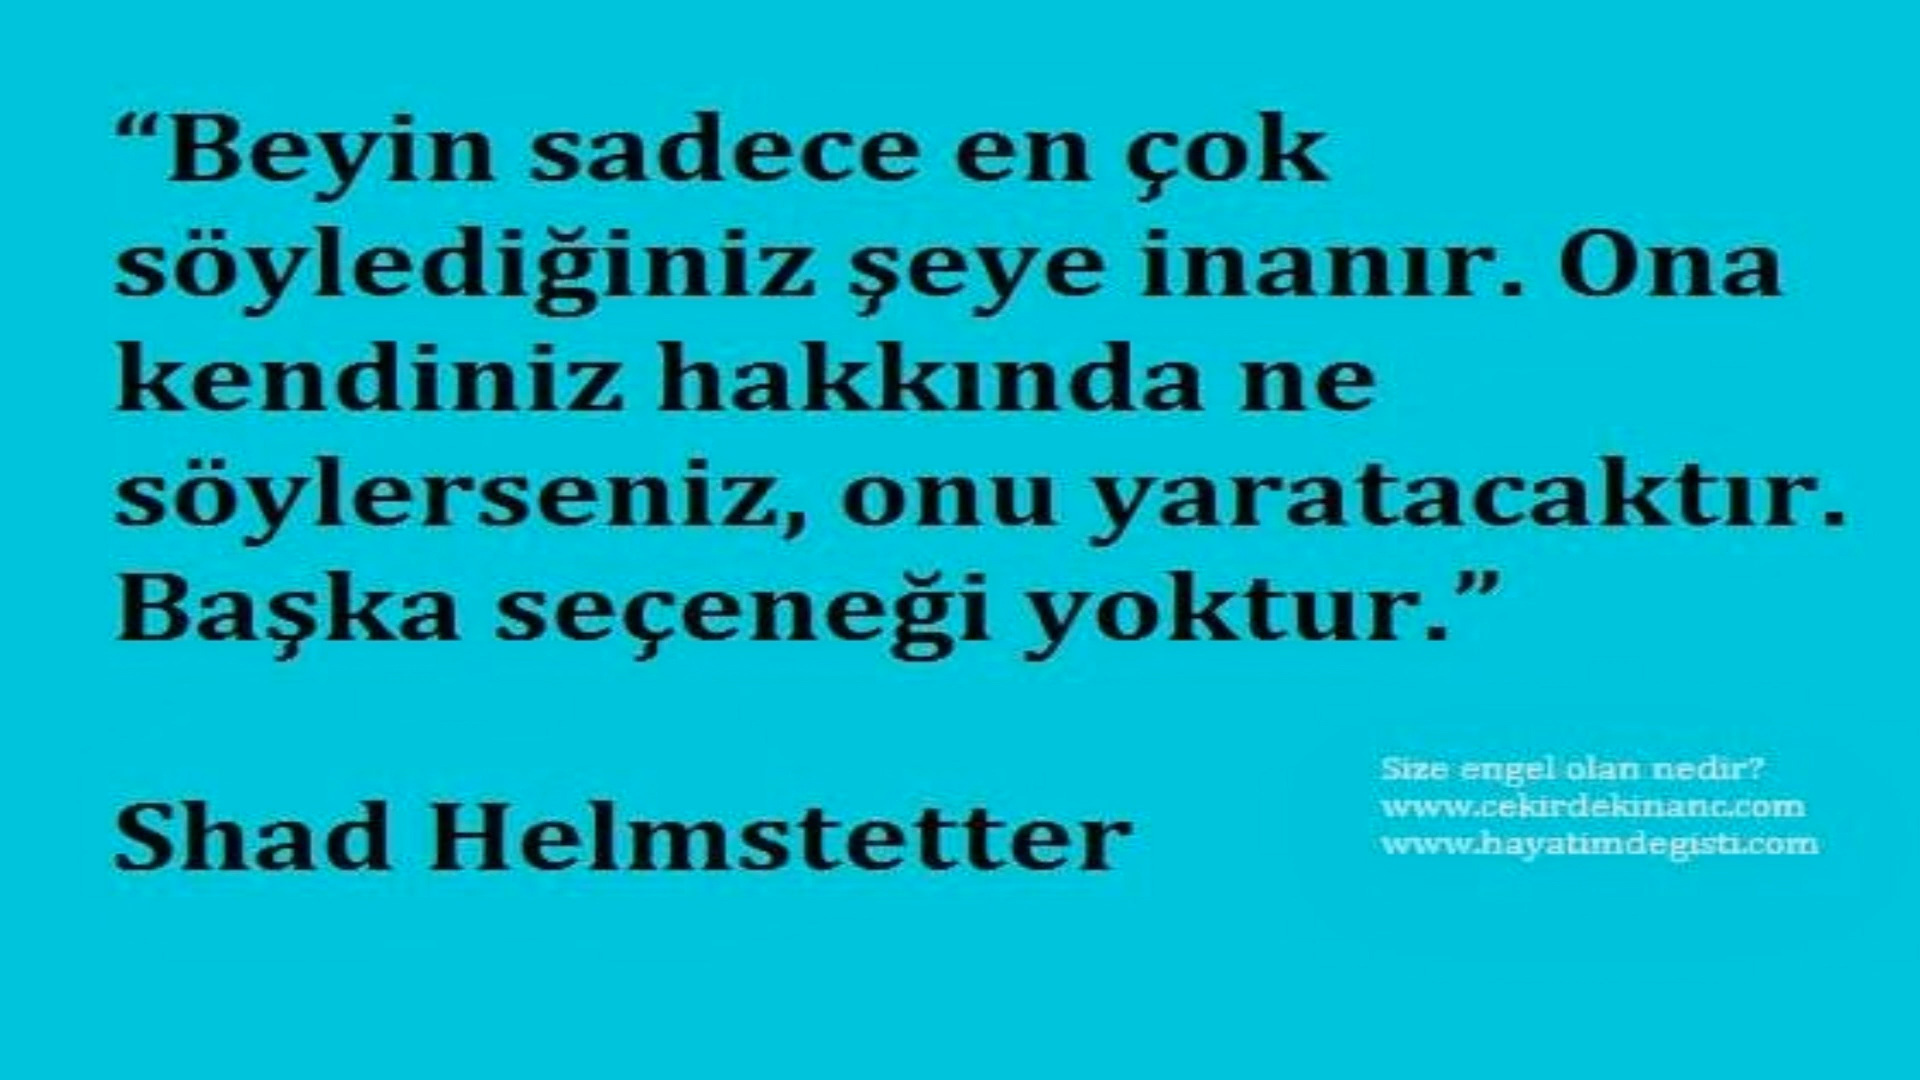 “Beyin sadece en çok
söylediğiniz şeye inanır. Ona
kendiniz hakkında ne
söylerseniz, onu yaratacaktır.
Başka seçeneği yoktur.”
Shad Helmstetter
Size engel olan nedir?
www.cekirdekinanc.com
www.hayatimdegisti.com